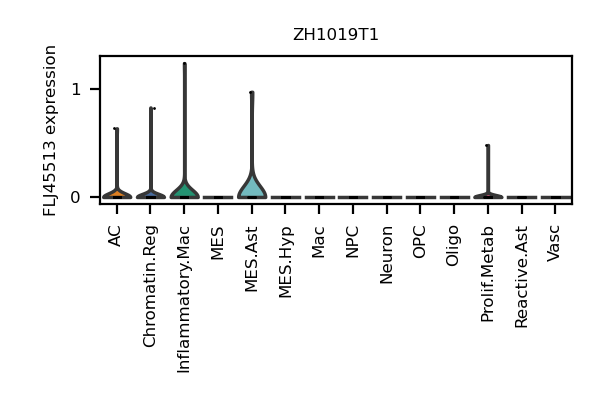 ZH1019T1
FLJ45513 expression
1
0
AC
Chromatin.Reg
Inflammatory.Mac
MES
MES.Ast
MES.Hyp
Mac
NPC
Neuron
OPC
Oligo
Prolif.Metab
Reactive.Ast
Vasc